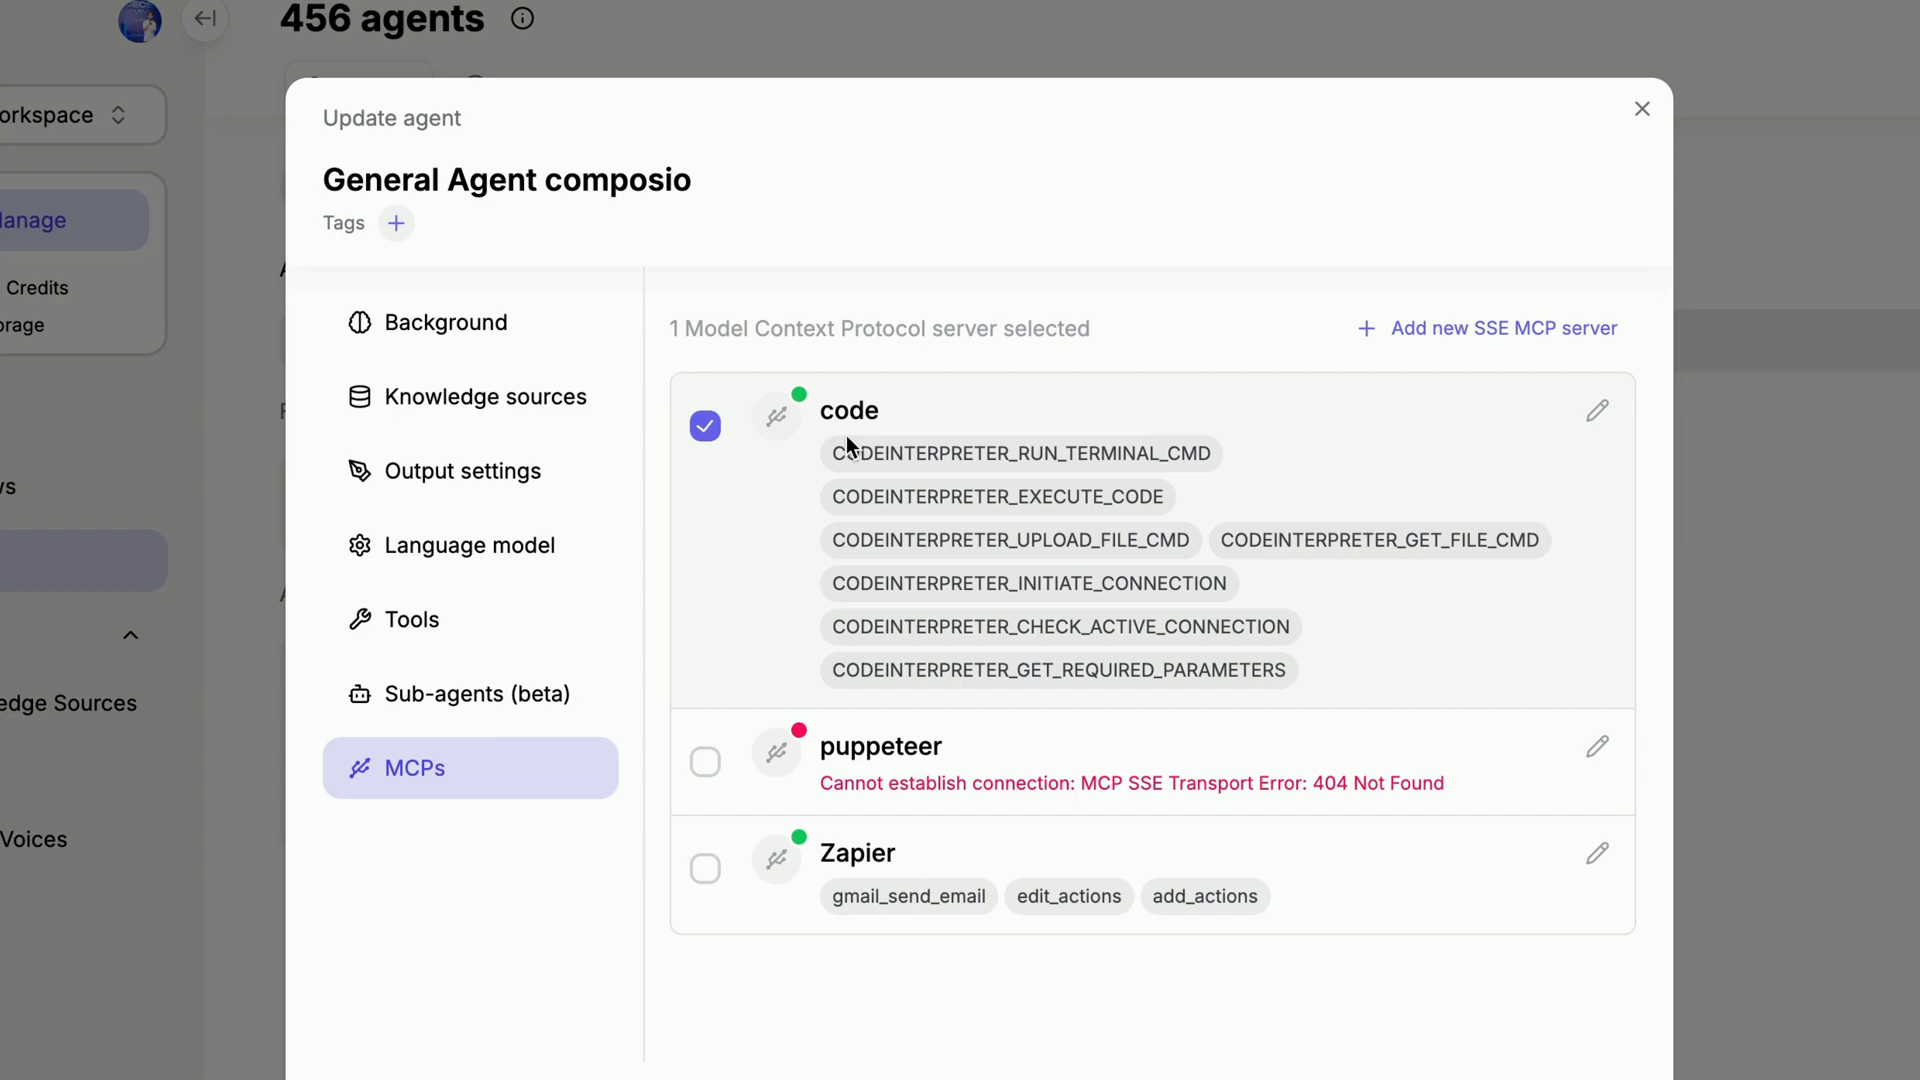 456 agents
orkspace
Manage
Credits
orage
edge Sources
Voices
Update agent
General Agent composio
Tags
Background
Knowledge sources
Output settings
Language model
Tools
Sub-agents (beta)
MCPs
1 Model Context Protocol server selected
Add new SSE MCP server
code
CODEINTERPRETER_RUN_TERMINAL_CMD
CODEINTERPRETER_EXECUTE_CODE
CODEINTERPRETER_UPLOAD_FILE_CMD CODEINTERPRETER_GET_FILE_CMD
CODEINTERPRETER_INITIATE_CONNECTION
CODEINTERPRETER_CHECK_ACTIVE_CONNECTION
CODEINTERPRETER_GET_REQUIRED_PARAMETERS
puppeteer
Cannot establish connection: MCP SSE Transport Error: 404 Not Found
Zapier
gmail_send_email edit_actions add_actions